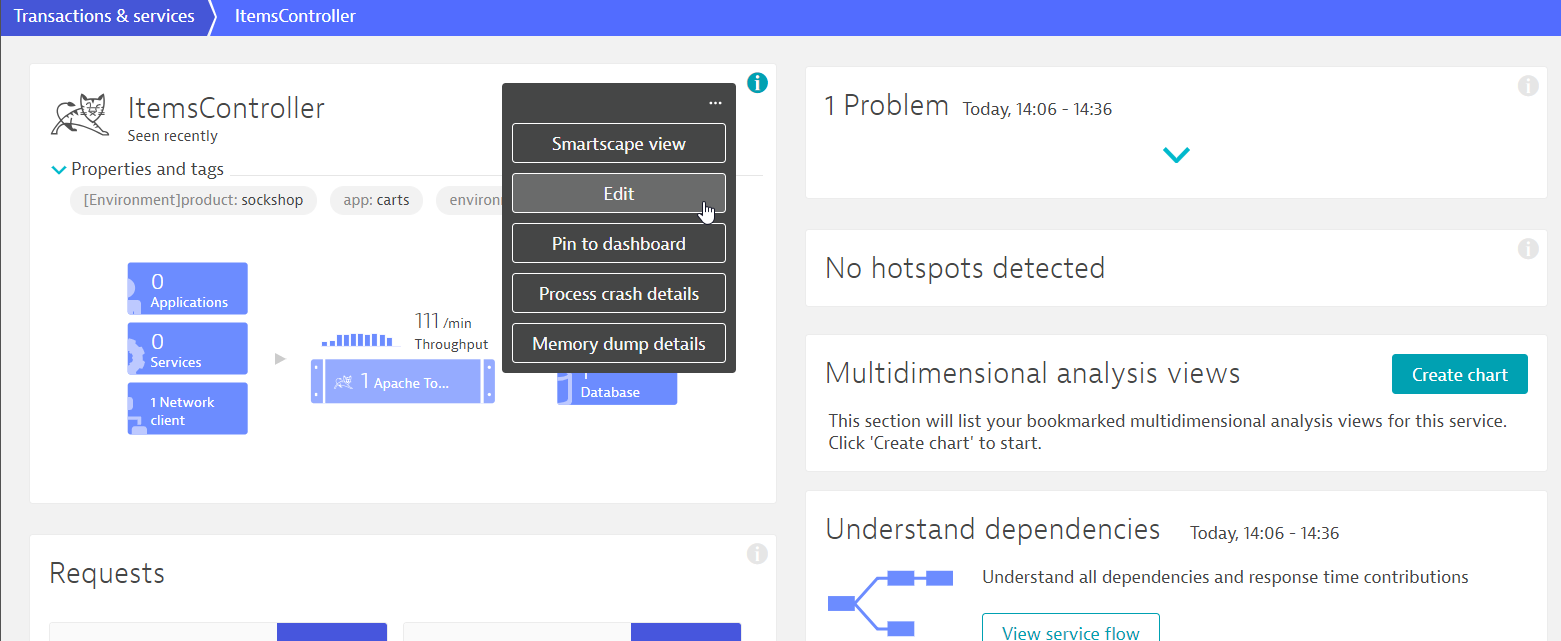 Transactions & services
ItemsController
ItemsController
Seen recently
Properties and tags
[Environment]product: sockshop
app: carts
environ
...
Smartscape view
Edit
Pin to dashboard
Process crash details
Memory dump details
0
Applications
0
Services
1 Network
client
111 /min
Throughput
1 Apache To...
Database
Requests
1 Problem Today, 14:06 - 14:36
No hotspots detected
Multidimensional analysis views
Create chart
This section will list your bookmarked multidimensional analysis views for this service.
Click 'Create chart' to start.
Understand dependencies Today, 14:06 - 14:36
Understand all dependencies and response time contributions
View service flow